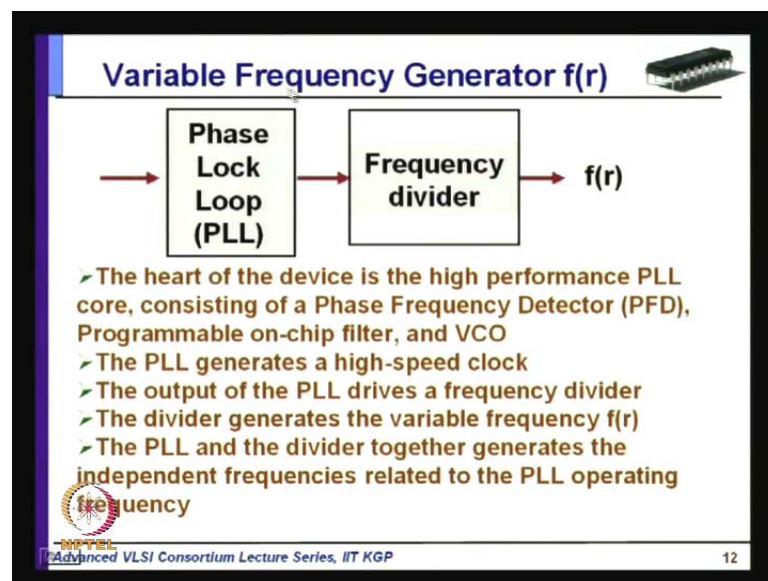 Variable Frequency Generator f(r)
Phase
Lock
Loop
(PLL)
Frequency
divider
f(r)
➢The heart of the device is the high performance PLL
core, consisting of a Phase Frequency Detector (PFD),
Programmable on-chip filter, and VCO
➢The PLL generates a high-speed clock
➢The output of the PLL drives a frequency divider
➢The divider generates the variable frequency f(r)
➢The PLL and the divider together generates the
independent frequencies related to the PLL operating
frequency
NPTEL
Advanced VLSI Consortium Lecture Series, IIT KGP
12